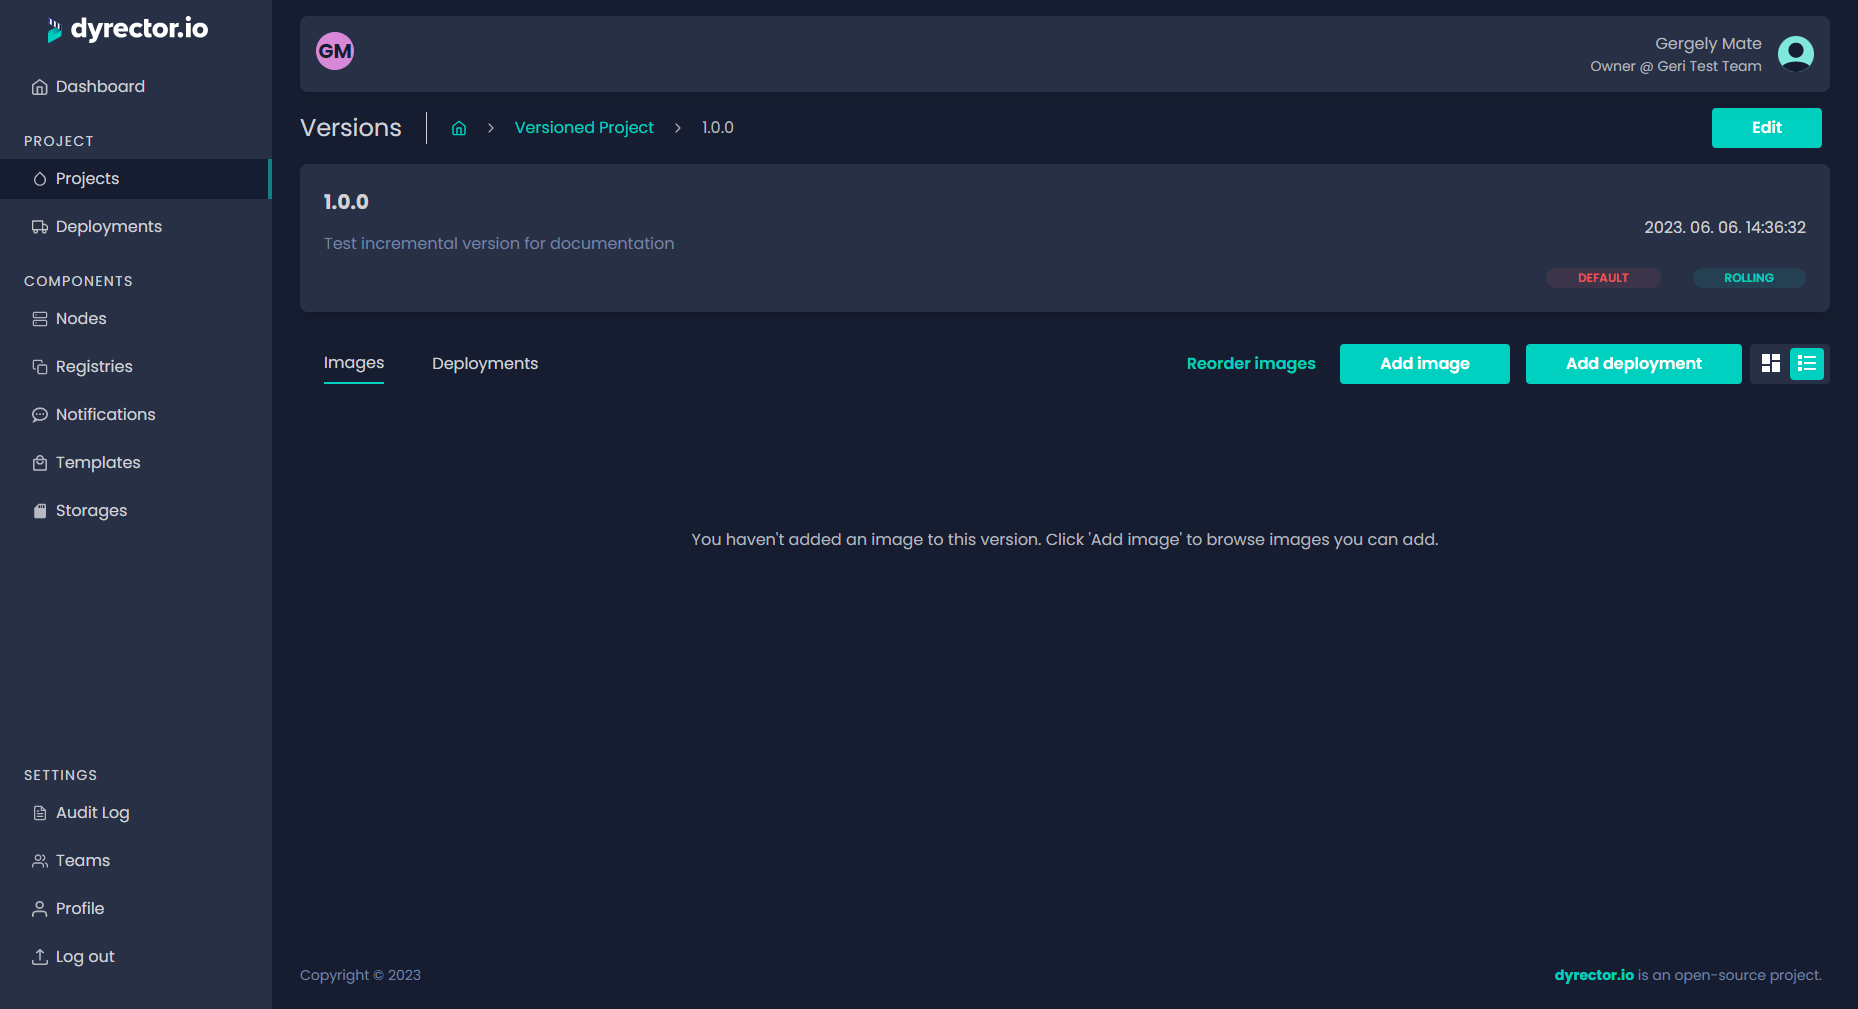 dyrector.io
Dashboard
PROJECT
Projects
Deployments
COMPONENTS
Nodes
Registries
Notifications
Templates
Storages
SETTINGS
Audit Log
Teams
Profile
Log out
GM
Gergely Mate
Owner @ Geri Test Team
Versions
Versioned Project
1.0.0
Edit
1.0.0
Test incremental version for documentation
2023. 06. 06. 14:36:32
DEFAULT
ROLLING
Images
Deployments
Reorder images
Add image
Add deployment
You haven't added an image to this version. Click 'Add image' to browse images you can add.
Copyright © 2023
dyrector.io is an open-source project.